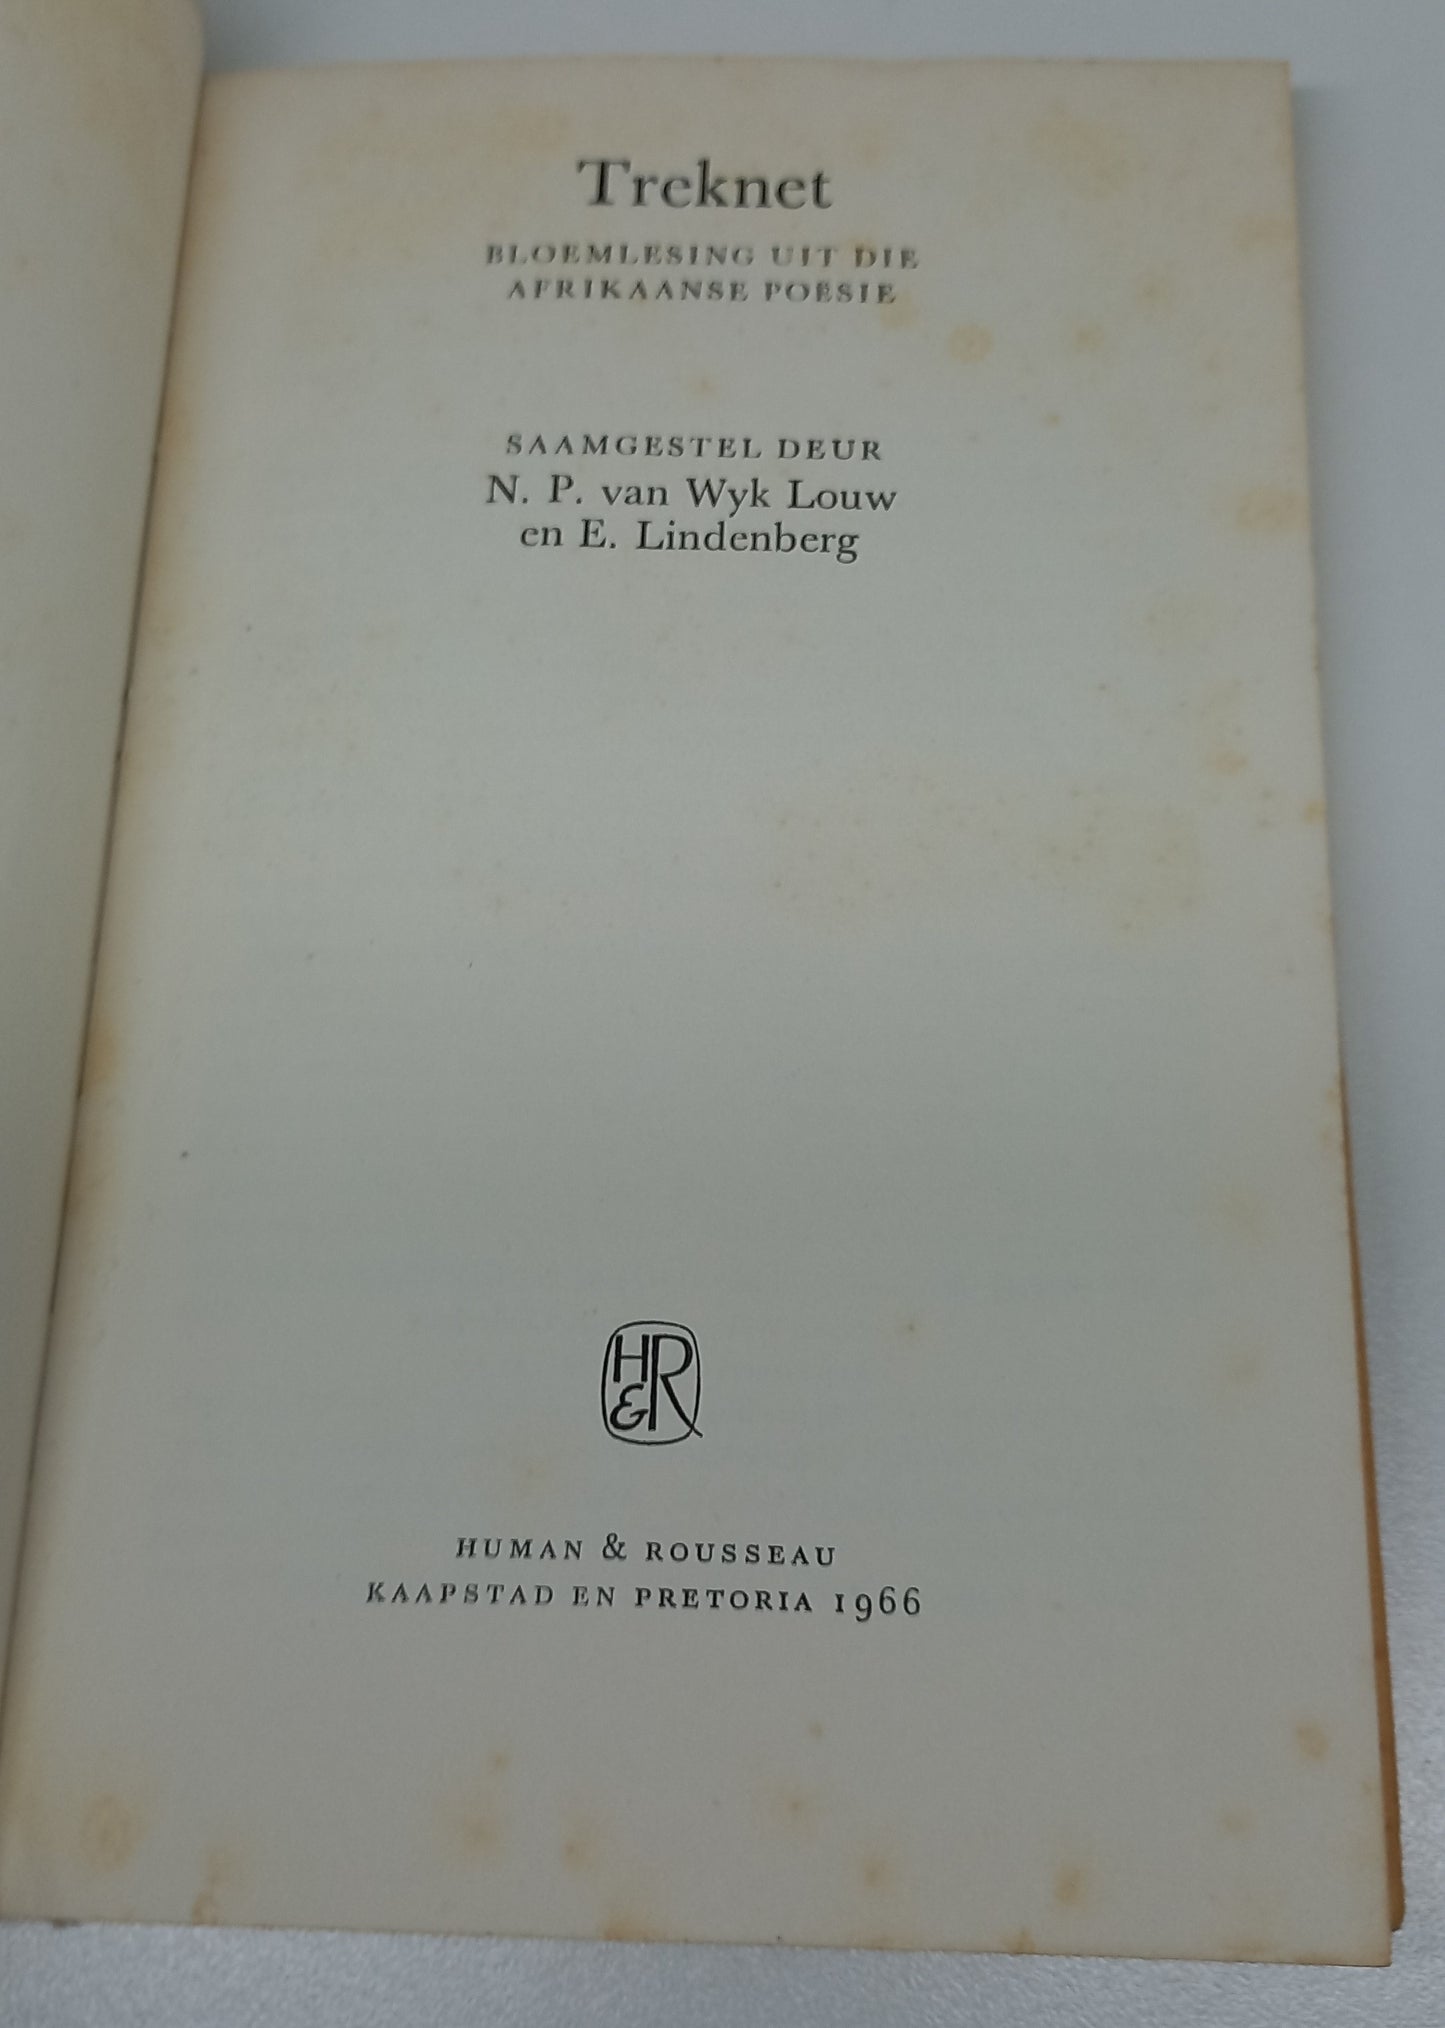 Treknet
BLOEMLESING UIT DIE
AFRIKAANSE POËSIE
SAAMGESTEL DEUR
N. P. van Wyk Louw
en E. Lindenberg
H&R
HUMAN & ROUSSEAU
KAAPSTAD EN PRETORIA 1966